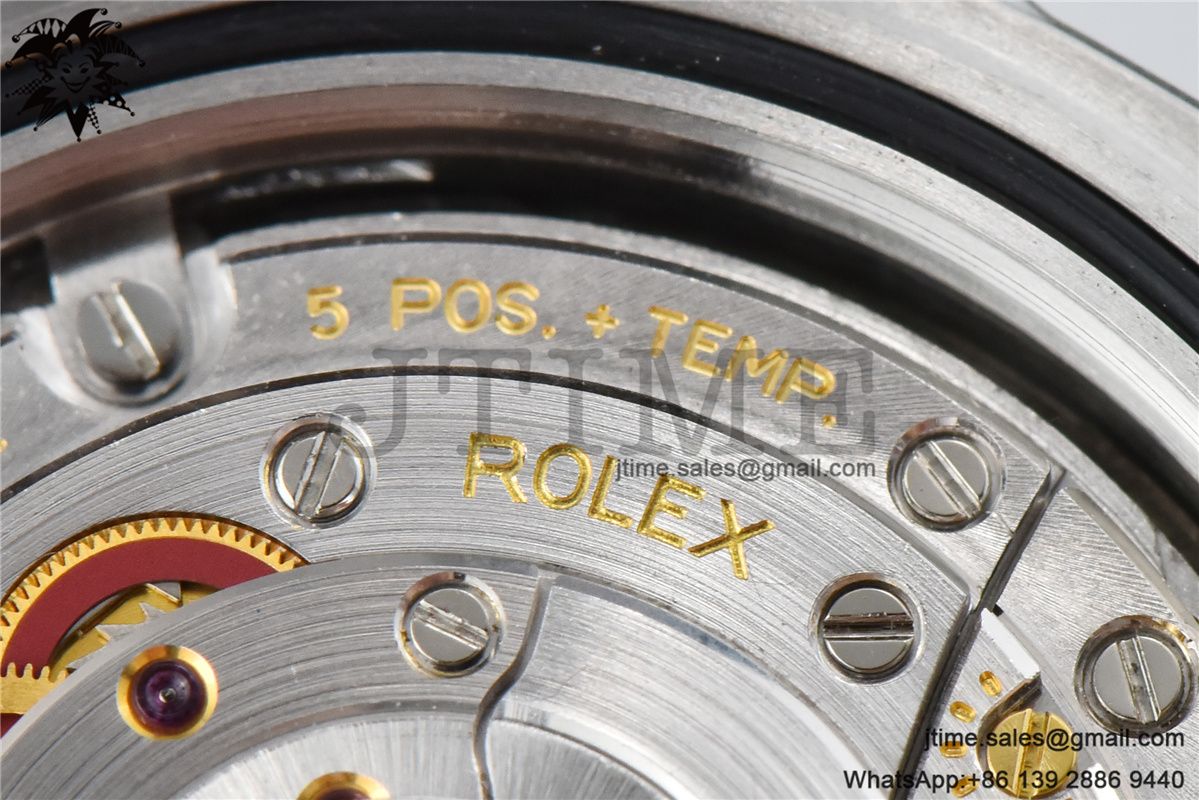 5 POS. + TEMP.
JTIME
ROLEX
jtime.sales@gmail.com
jtime.sales@gmail.com
WhatsApp:+86 139 2886 9440